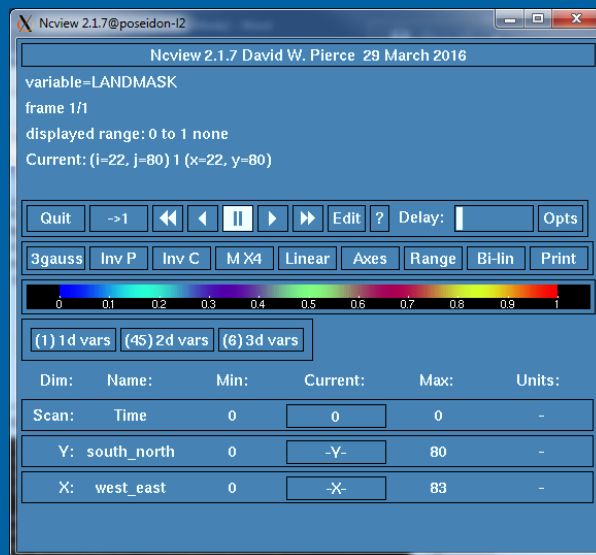 Ncview 2.1.7@poseidon-l2
Ncview 2.1.7 David W. Pierce  29 March 2016
variable=LANDMASK
frame 1/1
displayed range: 0 to 1 none
Current: (i=22, j=80) 1 (x=22, y=80)
Quit ->1 Edit ? Delay: Opts
3gauss Inv P Inv C M X4 Linear Axes Range Bi-lin Print
0 0.1 0.2 0.3 0.4 0.5 0.6 0.7 0.8 0.9 1
(1) 1d vars (45) 2d vars (6) 3d vars
Dim: Name: Min: Current: Max: Units:
Scan: Time 0 0 0 -
Y: south_north 0 -Y- 80 -
X: west_east 0 -X- 83 -